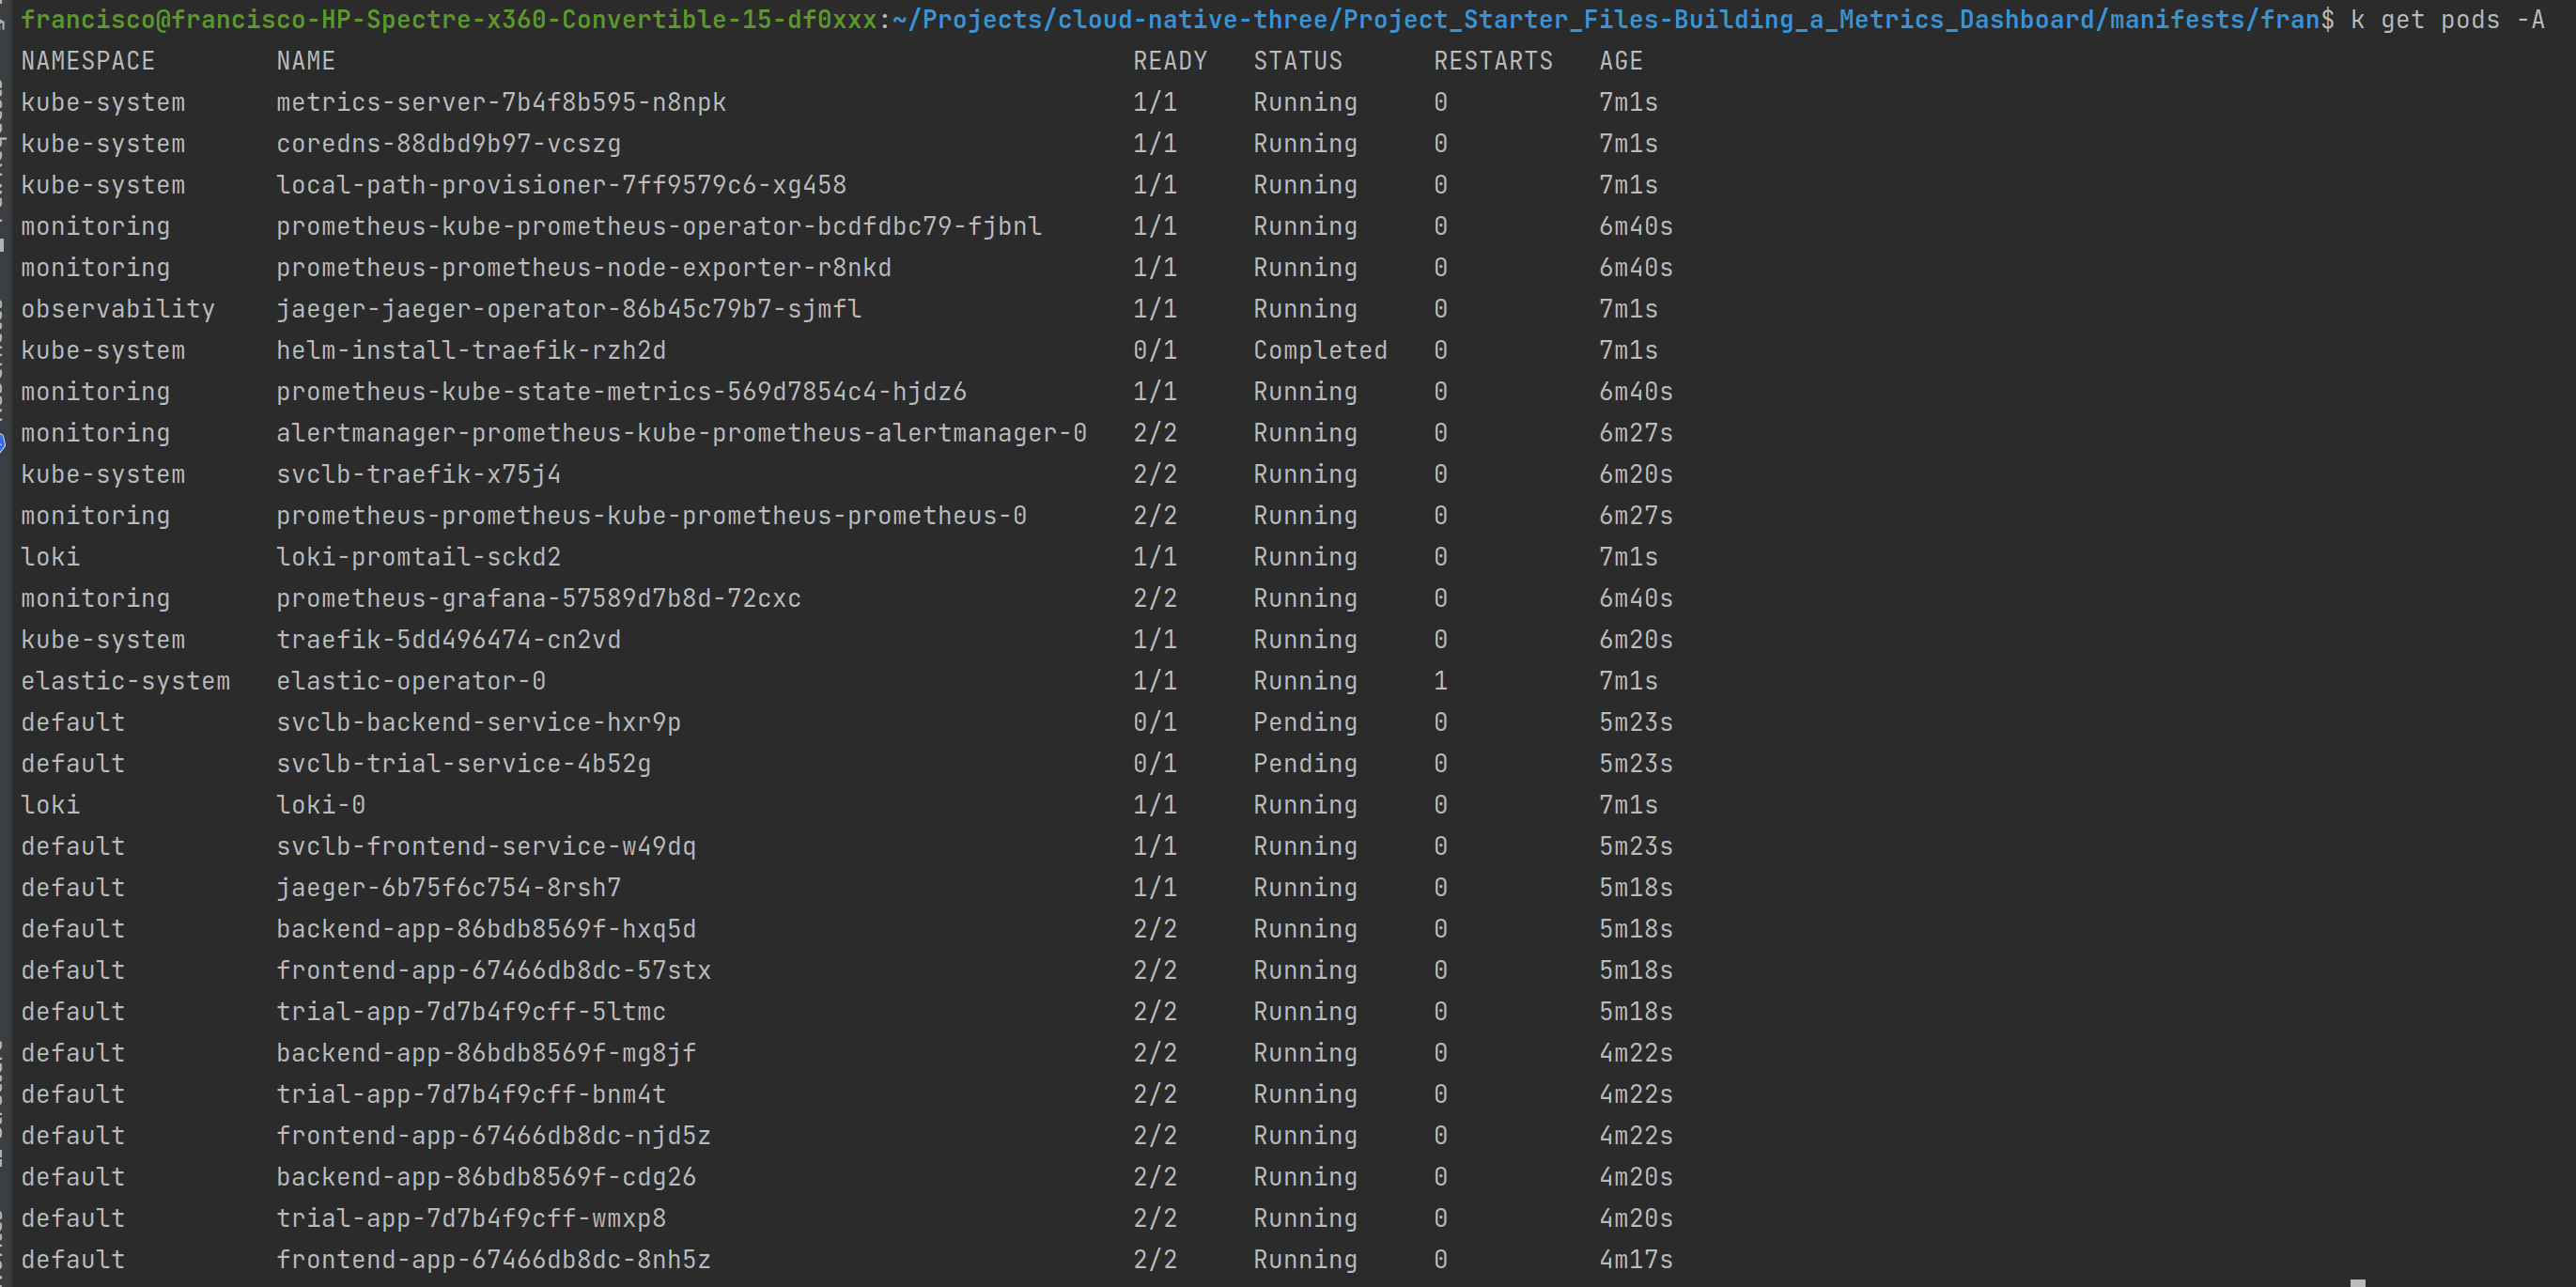 francisco@francisco-HP-Spectre-x360-Convertible-15-df0xxx:~/Projects/cloud-native-three/Project_Starter_Files-Building_a_Metrics_Dashboard/manifests/fran$ k get pods -A
NAMESPACE NAME READY STATUS RESTARTS AGE
kube-system metrics-server-7b4f8b595-n8npk 1/1 Running 0 7m1s
kube-system coredns-88dbd9b97-vcszg 1/1 Running 0 7m1s
kube-system local-path-provisioner-7ff9579c6-xg458 1/1 Running 0 7m1s
monitoring prometheus-kube-prometheus-operator-bcdfdbc79-fjbnl 1/1 Running 0 6m40s
monitoring prometheus-prometheus-node-exporter-r8nkd 1/1 Running 0 6m40s
observability jaeger-jaeger-operator-86b45c79b7-sjmfl 1/1 Running 0 7m1s
kube-system helm-install-traefik-rzh2d 0/1 Completed 0 7m1s
monitoring prometheus-kube-state-metrics-569d7854c4-hjdz6 1/1 Running 0 6m40s
monitoring alertmanager-prometheus-kube-prometheus-alertmanager-0 2/2 Running 0 6m27s
kube-system svclb-traefik-x75j4 2/2 Running 0 6m20s
monitoring prometheus-prometheus-kube-prometheus-prometheus-0 2/2 Running 0 6m27s
loki loki-promtail-sckd2 1/1 Running 0 7m1s
monitoring prometheus-grafana-57589d7b8d-72cxc 2/2 Running 0 6m40s
kube-system traefik-5dd496474-cn2vd 1/1 Running 0 6m20s
elastic-system elastic-operator-0 1/1 Running 1 7m1s
default svclb-backend-service-hxr9p 0/1 Pending 0 5m23s
default svclb-trial-service-4b52g 0/1 Pending 0 5m23s
loki loki-0 1/1 Running 0 7m1s
default svclb-frontend-service-w49dq 1/1 Running 0 5m23s
default jaeger-6b75f6c754-8rsh7 1/1 Running 0 5m18s
default backend-app-86bdb8569f-hxq5d 2/2 Running 0 5m18s
default frontend-app-67466db8dc-57stx 2/2 Running 0 5m18s
default trial-app-7d7b4f9cff-5ltmc 2/2 Running 0 5m18s
default backend-app-86bdb8569f-mg8jf 2/2 Running 0 4m22s
default trial-app-7d7b4f9cff-bnm4t 2/2 Running 0 4m22s
default frontend-app-67466db8dc-njd5z 2/2 Running 0 4m22s
default backend-app-86bdb8569f-cdg26 2/2 Running 0 4m20s
default trial-app-7d7b4f9cff-wmxp8 2/2 Running 0 4m20s
default frontend-app-67466db8dc-8nh5z 2/2 Running 0 4m17s